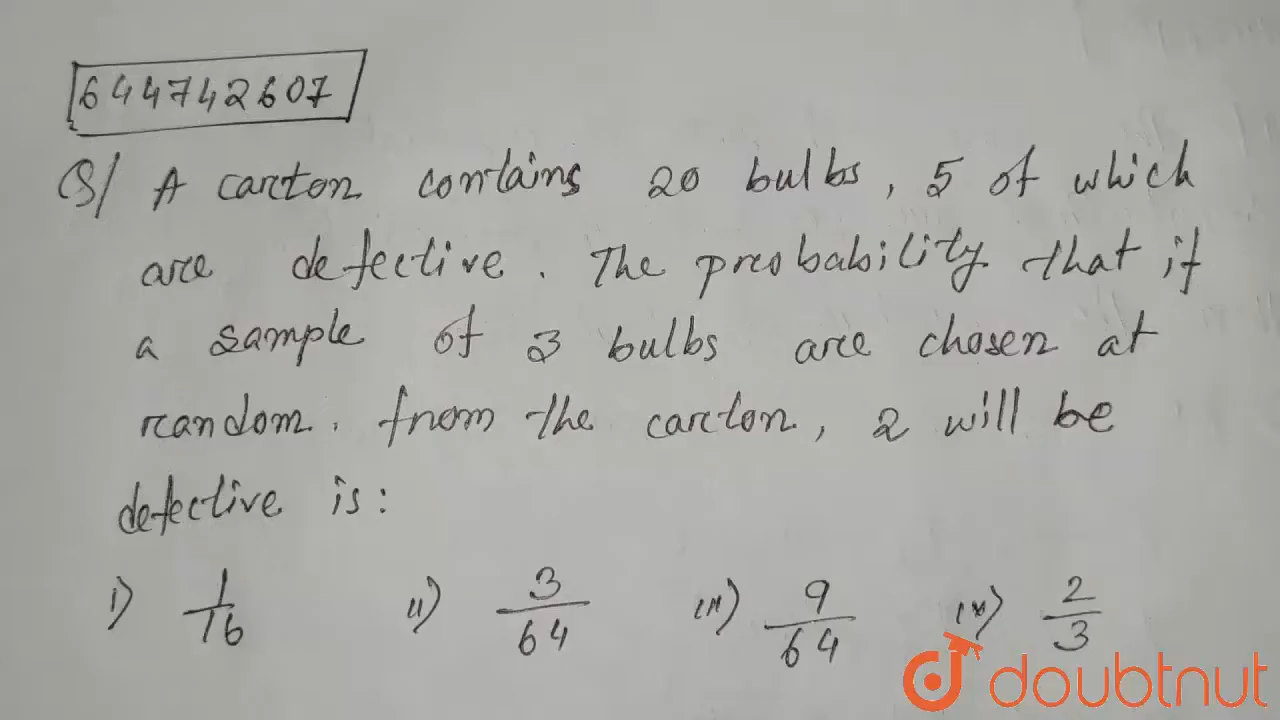 644742607
Q/ A carton contains 20 bulbs, 5 of which
are defective. The probability that if
a sample of 3 bulbs are chosen at
random. from the carton, 2 will be
defective is:
i) 1/16 ii) 3/64 iii) 9/64 iv) 2/3
doubtnut